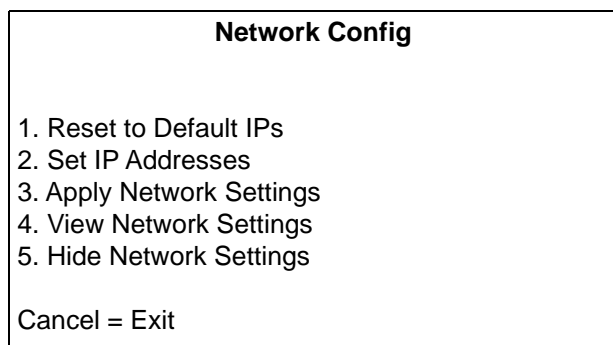 Network Config
1. Reset to Default IPs
2. Set IP Addresses
3. Apply Network Settings
4. View Network Settings
5. Hide Network Settings
Cancel = Exit